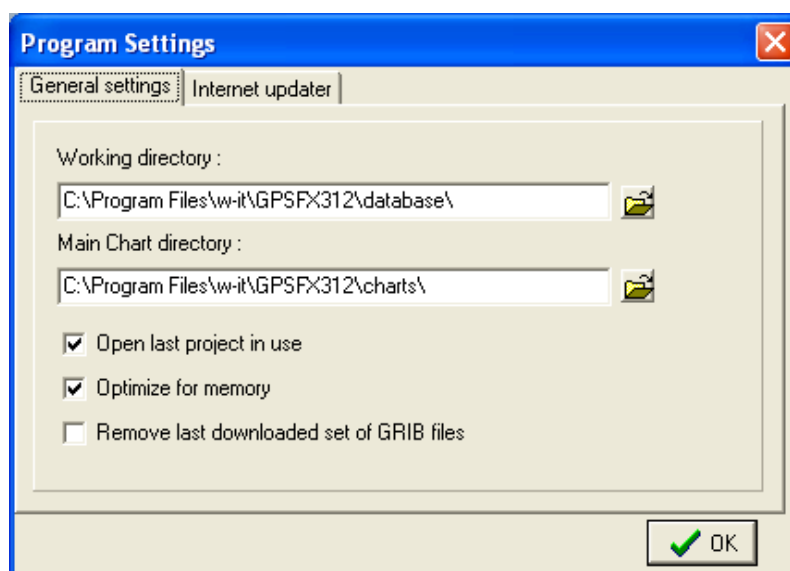 Program Settings
General settings
Internet updater
Working directory :
C:\Program Files\w-it\GPSFX312\database\
Main Chart directory :
C:\Program Files\w-it\GPSFX312\charts\
Open last project in use
Optimize for memory
Remove last downloaded set of GRIB files
OK